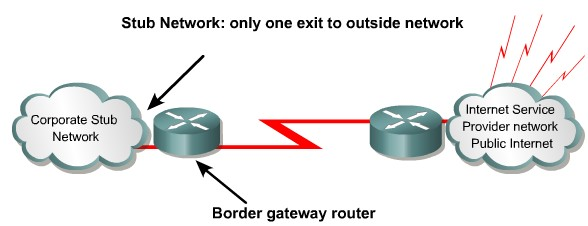 Stub Network: only one exit to outside network
Corporate Stub
Network
Internet Service
Provider network
Public Internet
Border gateway router